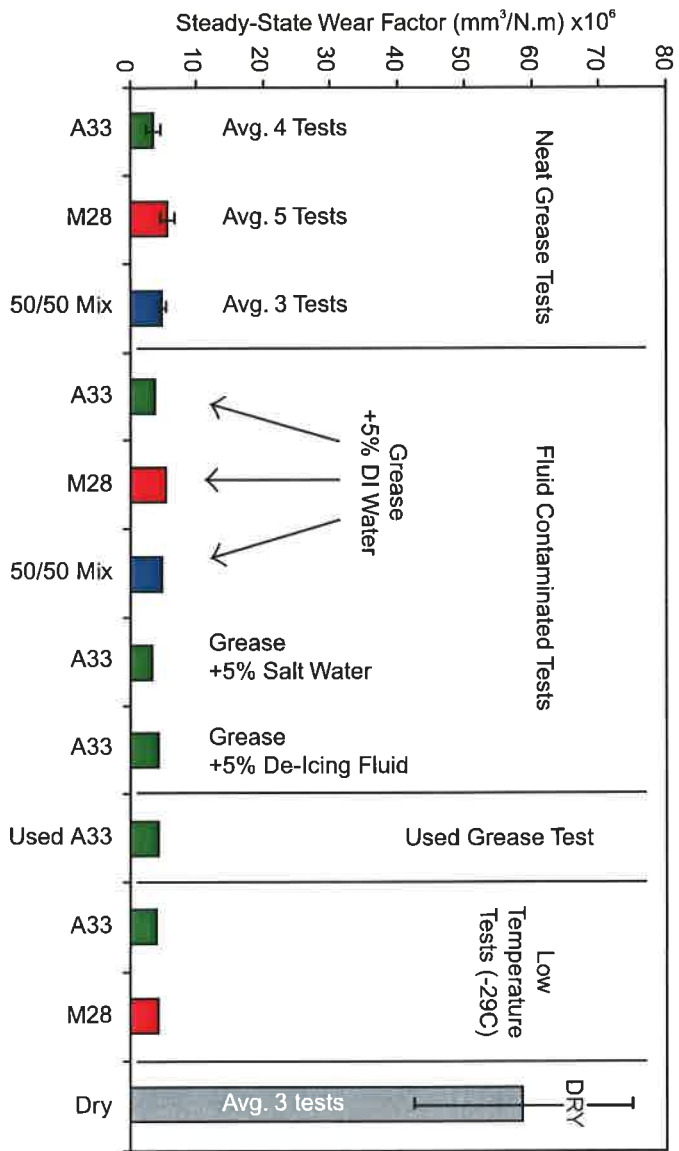 Steady-State Wear Factor (mm³/N.m) x10⁶
0
10
20
30
40
50
60
70
80
Neat Grease Tests
A33
Avg. 4 Tests
M28
Avg. 5 Tests
50/50 Mix
Avg. 3 Tests
Fluid Contaminated Tests
A33
M28
50/50 Mix
Grease
+5% DI Water
A33
Grease
+5% Salt Water
A33
Grease
+5% De-Icing Fluid
Used A33
Used Grease Test
A33
M28
Low
Temperature
Tests (-29C)
Dry
Avg. 3 tests
DRY